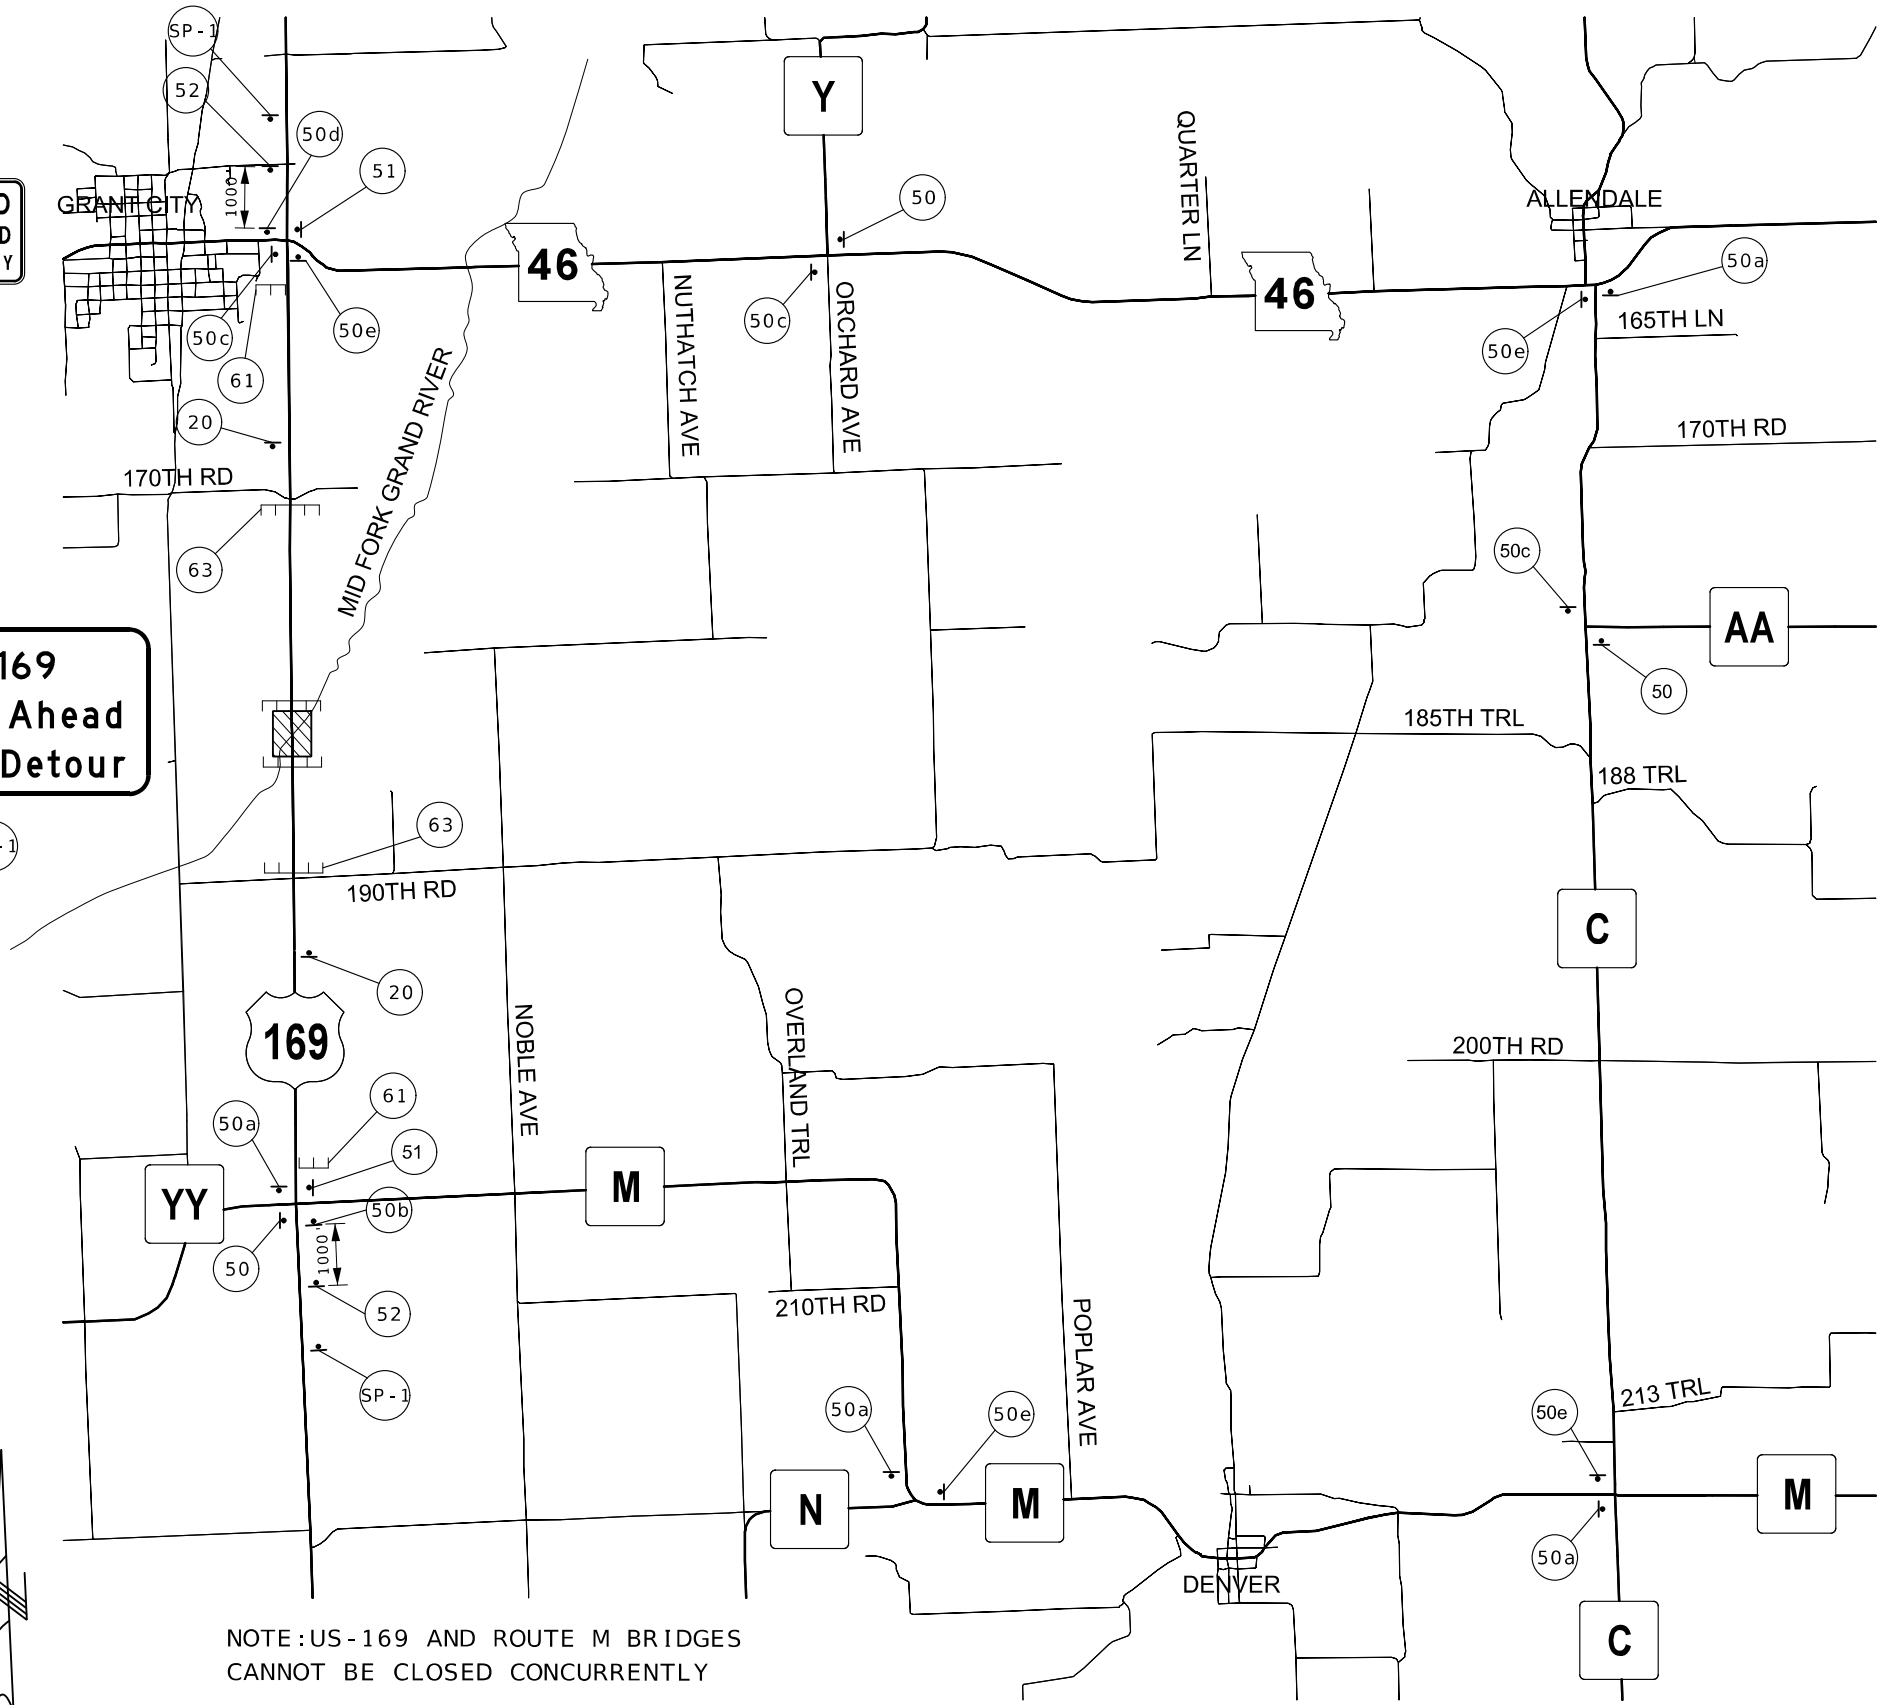 SP-1
52
50d
51
1000'
GRANT CITY
O
D
Y
Y
50
QUARTER LN
ALLENDALE
50a
46
46
50c
50e
61
50c
NUTHATCH AVE
ORCHARD AVE
50e
165TH LN
20
170TH RD
170TH RD
MID FORK GRAND RIVER
63
50c
AA
50
169
Ahead
Detour
185TH TRL
188 TRL
63
-1
190TH RD
C
20
169
NOBLE AVE
OVERLAND TRL
200TH RD
61
50a
51
YY
M
50b
50
1000'
52
210TH RD
POPLAR AVE
SP-1
213 TRL
50a
50e
50e
N
M
M
50a
DENVER
NOTE:US-169 AND ROUTE M BRIDGES
CANNOT BE CLOSED CONCURRENTLY
C